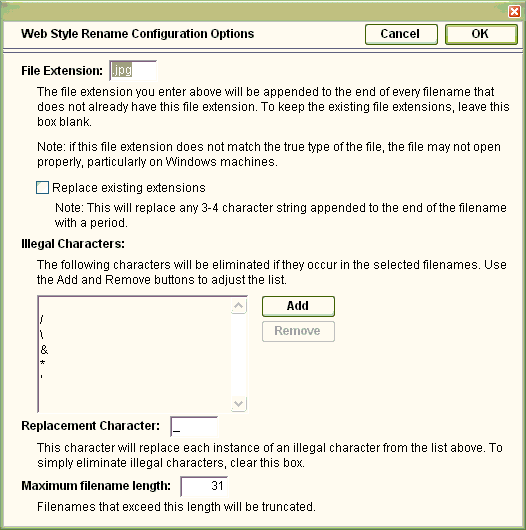 Web Style Rename Configuration Options
Cancel
OK
File Extension: .jpg
The file extension you enter above will be appended to the end of every filename that
does not already have this file extension. To keep the existing file extensions, leave this
box blank.
Note: if this file extension does not match the true type of the file, the file may not open
properly, particularly on Windows machines.
Replace existing extensions
Note: This will replace any 3-4 character string appended to the end of the filename
with a period.
Illegal Characters:
The following characters will be eliminated if they occur in the selected filenames. Use
the Add and Remove buttons to adjust the list.
/
\
&
*
'
Add
Remove
Replacement Character: _
This character will replace each instance of an illegal character from the list above. To
simply eliminate illegal characters, clear this box.
Maximum filename length: 31
Filenames that exceed this length will be truncated.